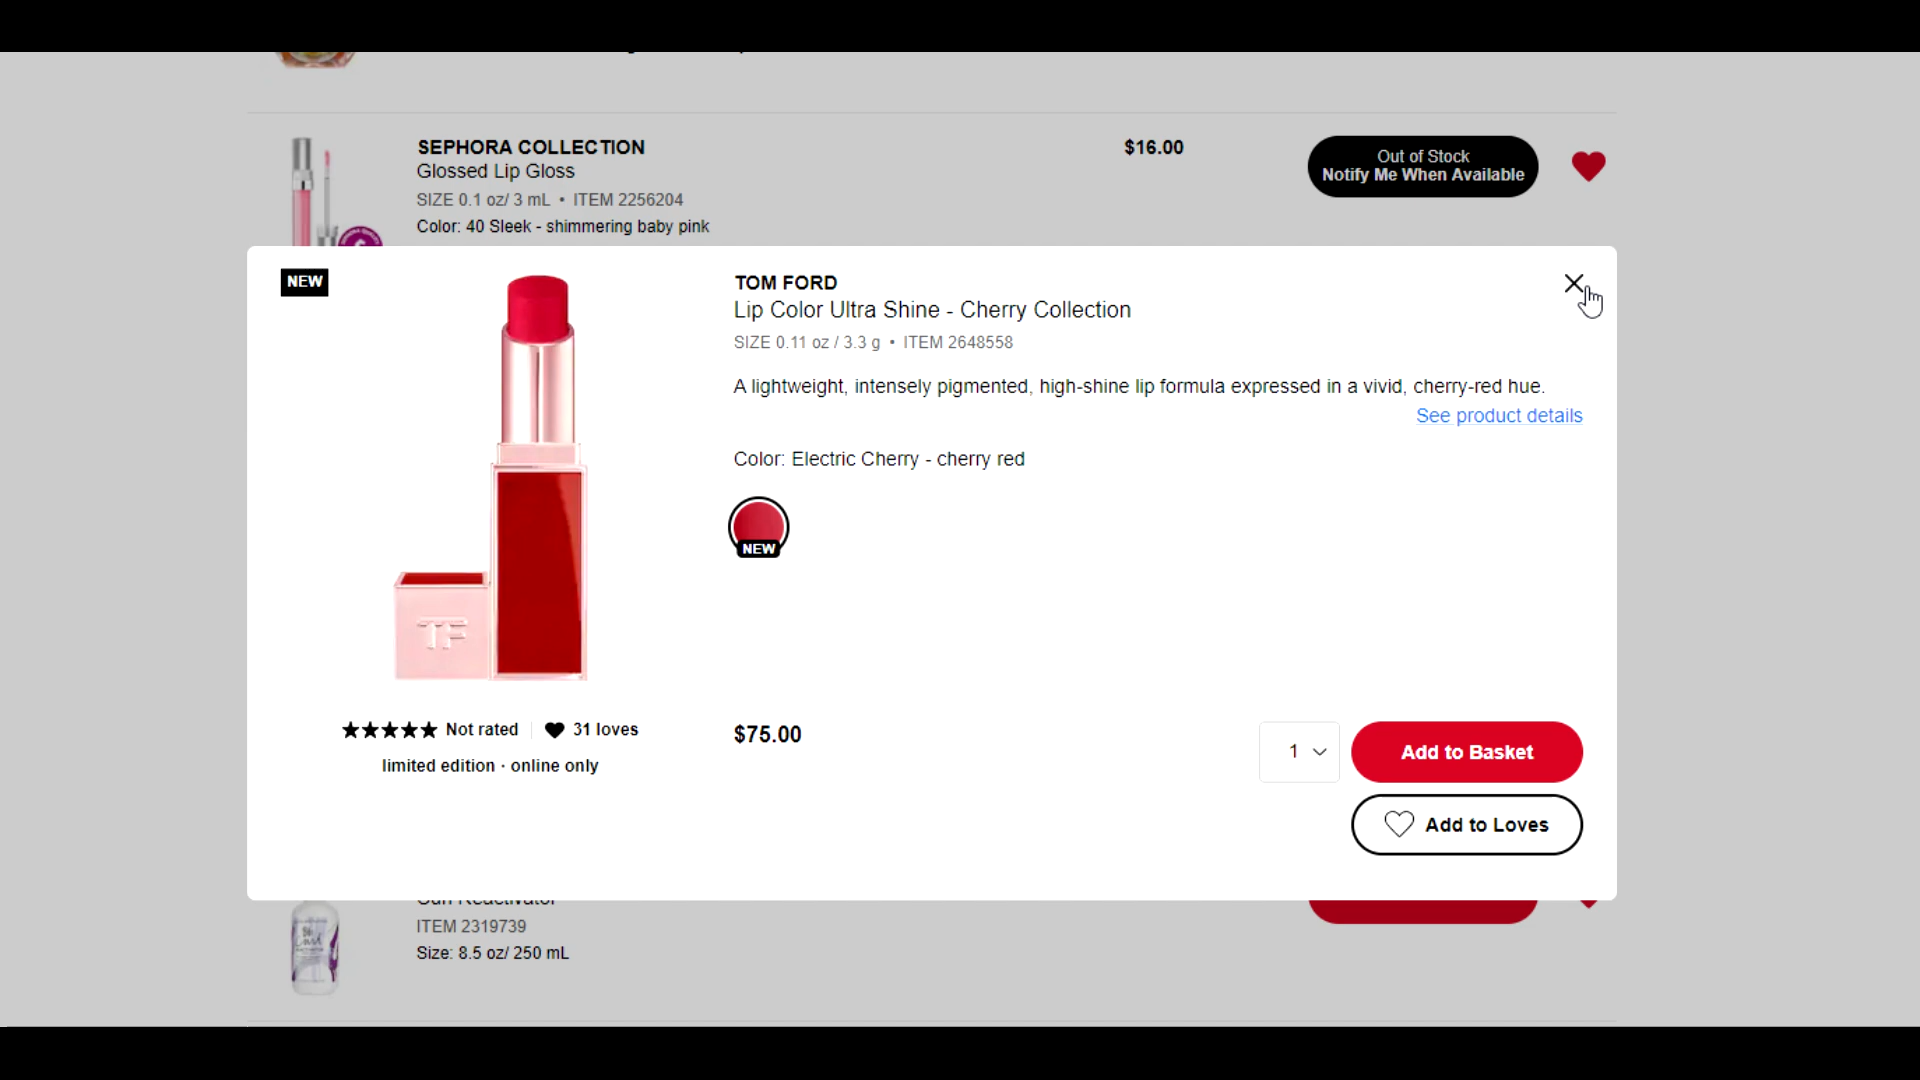 SEPHORA COLLECTION
Glossed Lip Gloss
SIZE 0.1 oz/ 3 mL • ITEM 2256204
Color: 40 Sleek - shimmering baby pink
$16.00
Out of Stock
Notify Me When Available
NEW
TOM FORD
Lip Color Ultra Shine - Cherry Collection
SIZE 0.11 oz / 3.3 g • ITEM 2648558
A lightweight, intensely pigmented, high-shine lip formula expressed in a vivid, cherry-red hue.
See product details
Color: Electric Cherry - cherry red
NEW
TF
Not rated
31 loves
limited edition · online only
$75.00
1
Add to Basket
Add to Loves
ITEM 2319739
Size: 8.5 oz/ 250 mL